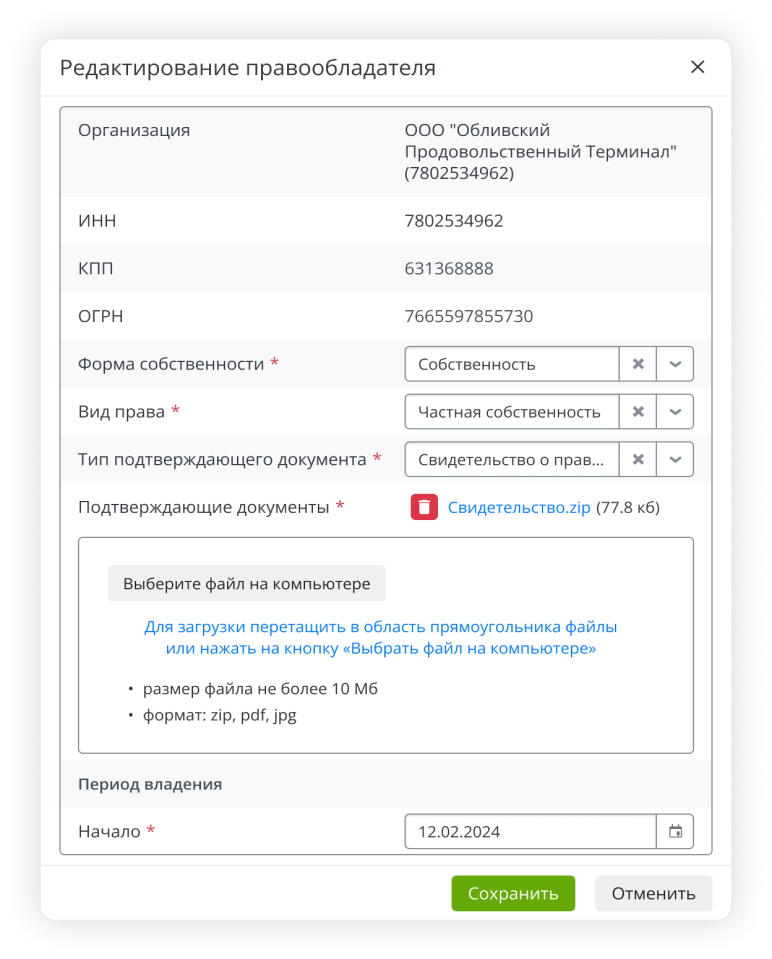 Редактирование правообладателя
Организация
ООО "Обливский
Продовольственный Терминал"
(7802534962)
ИНН 7802534962
КПП 631368888
ОГРН 7665597855730
Форма собственности * Собственность
Вид права * Частная собственность
Тип подтверждающего документа * Свидетельство о прав...
Подтверждающие документы * Свидетельство.zip (77.8 кб)
Выберите файл на компьютере
Для загрузки перетащить в область прямоугольника файлы
или нажать на кнопку «Выбрать файл на компьютере»
• размер файла не более 10 Мб
• формат: zip, pdf, jpg
Период владения
Начало * 12.02.2024
Сохранить Отменить